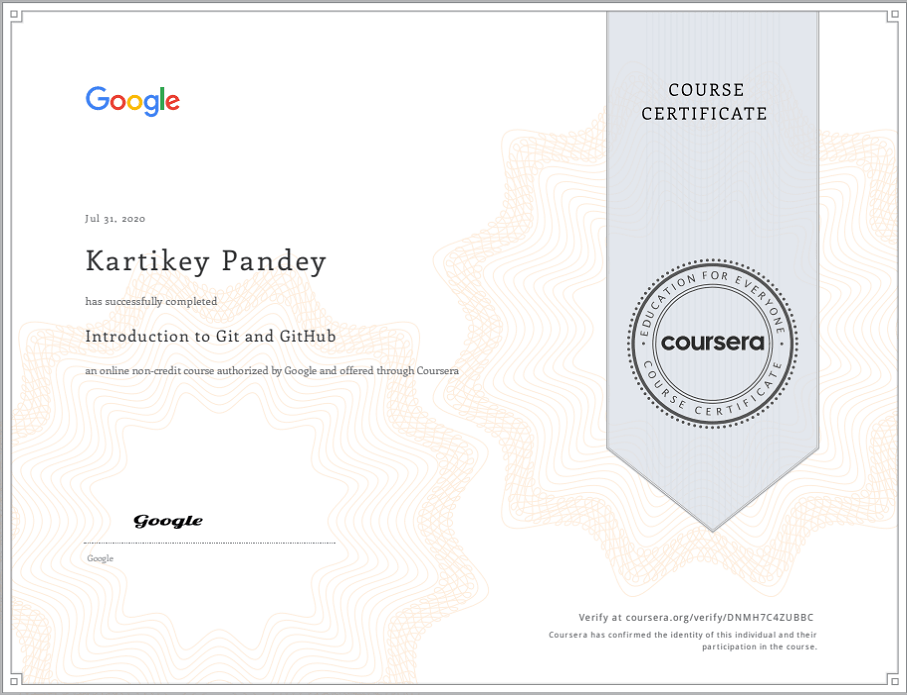 Google
COURSE
CERTIFICATE
Jul 31, 2020
Kartikey Pandey
has successfully completed
Introduction to Git and GitHub
an online non-credit course authorized by Google and offered through Coursera
EDUCATION FOR EVERYONE
coursera
COURSE CERTIFICATE
Google
Google
Verify at coursera.org/verify/DNMH7C4ZUBBC
Coursera has confirmed the identity of this individual and their
participation in the course.